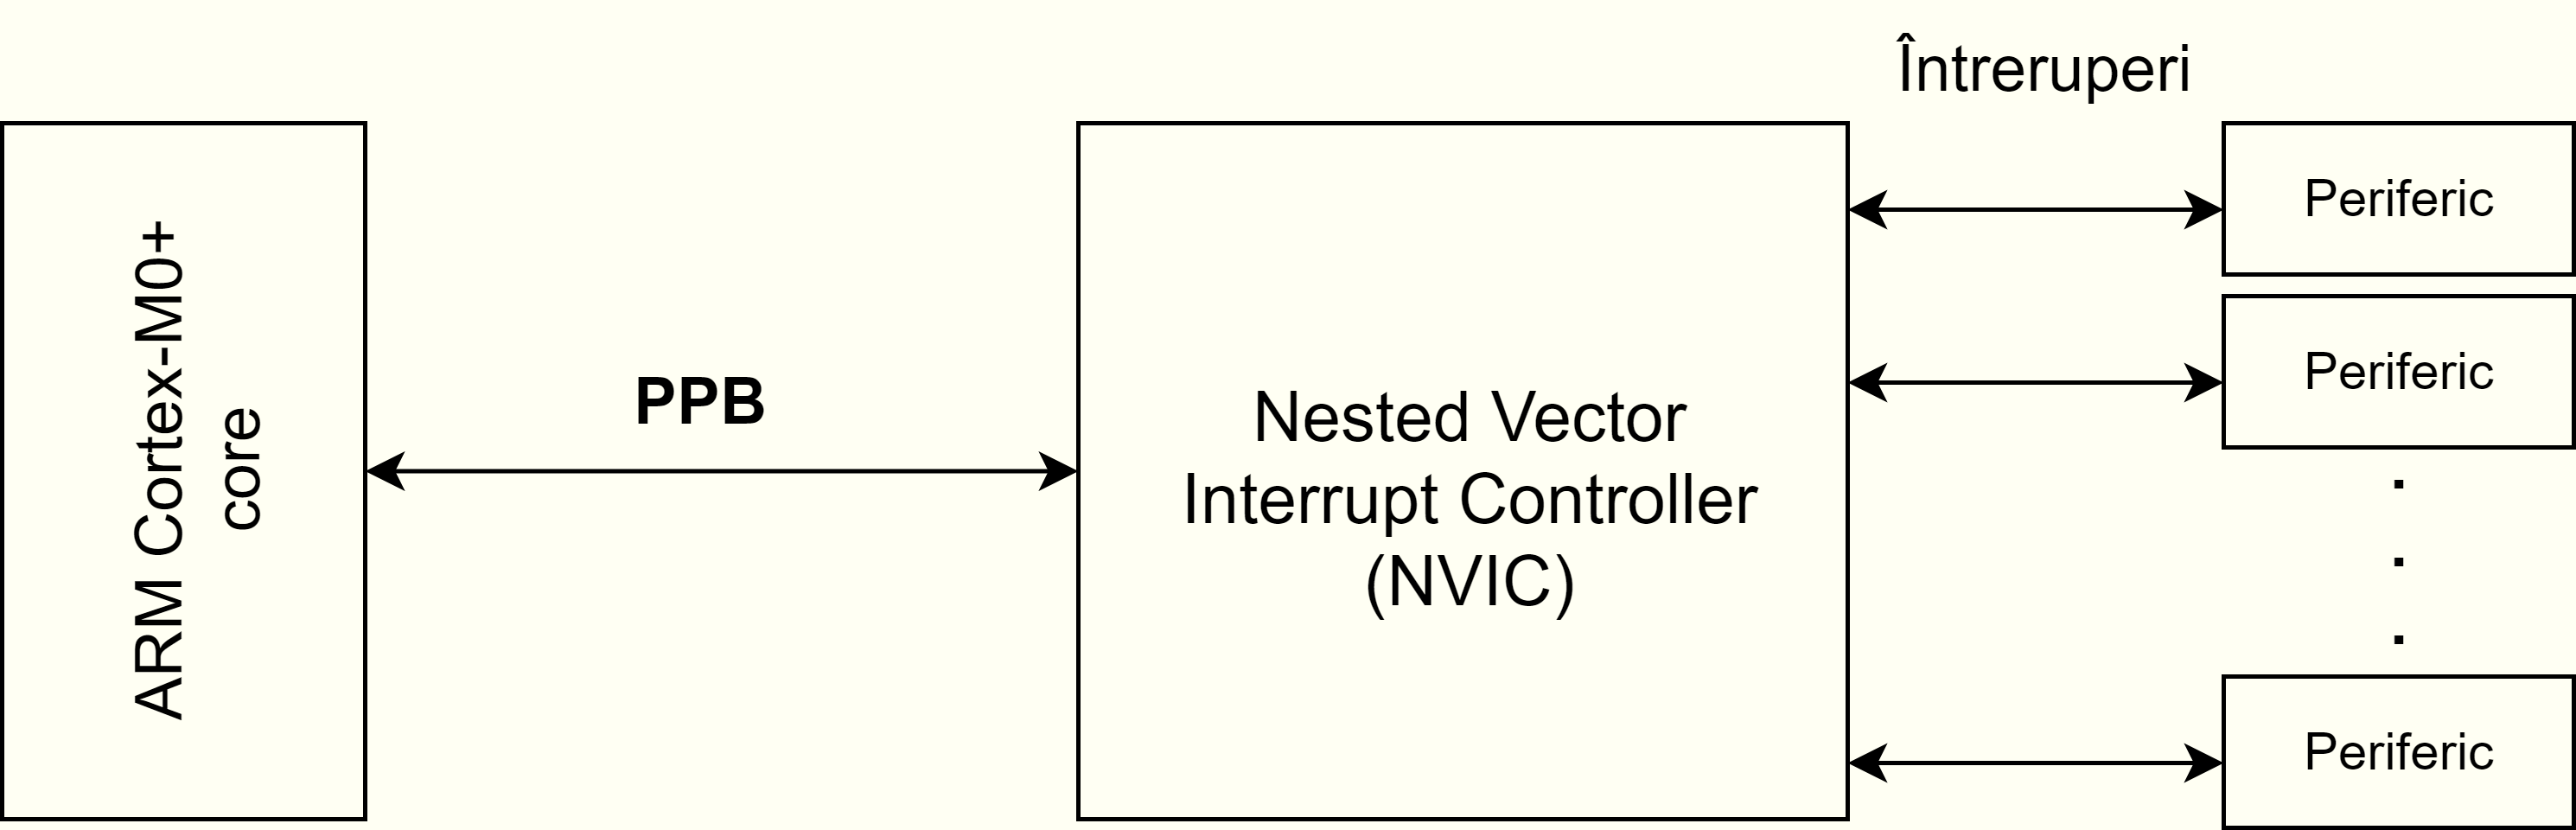 Întreruperi
ARM Cortex-M0+
core
PPB
Nested Vector
Interrupt Controller
(NVIC)
Periferic
Periferic
.
.
.
Periferic